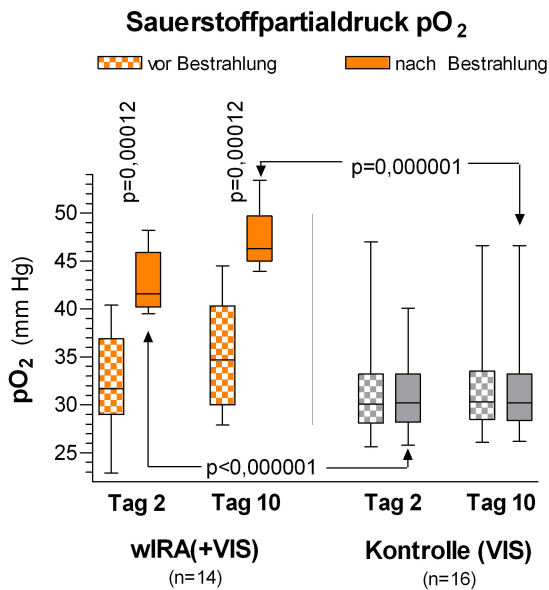 Sauerstoffpartialdruck pO2
vor Bestrahlung
nach Bestrahlung
p=0,00012
p=0,00012
p=0,000001
50
45
40
35
30
25
pO2 (mm Hg)
p<0,000001
Tag 2
Tag 10
Tag 2
Tag 10
wIRA(+VIS)
Kontrolle (VIS)
(n=14)
(n=16)